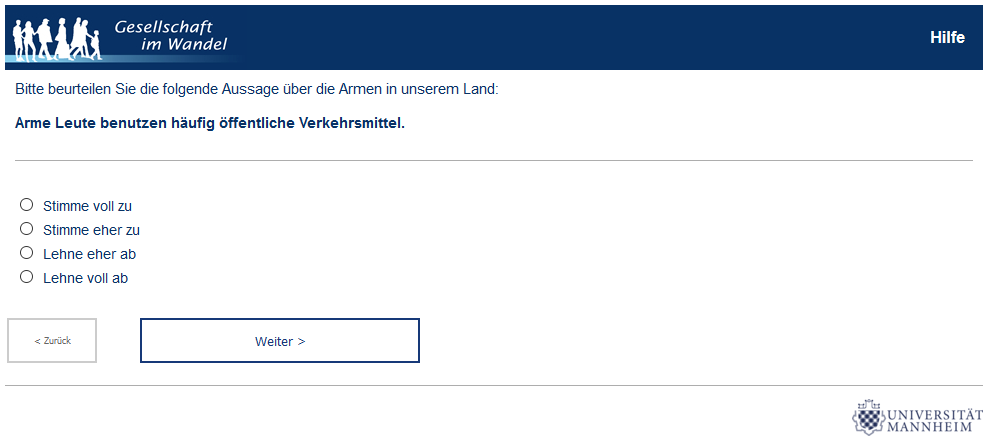 Gesellschaft
im Wandel
Hilfe
Bitte beurteilen Sie die folgende Aussage über die Armen in unserem Land:
Arme Leute benutzen häufig öffentliche Verkehrsmittel.
Stimme voll zu
Stimme eher zu
Lehne eher ab
Lehne voll ab
< Zurück
Weiter >
UNIVERSITÄT
MANNHEIM